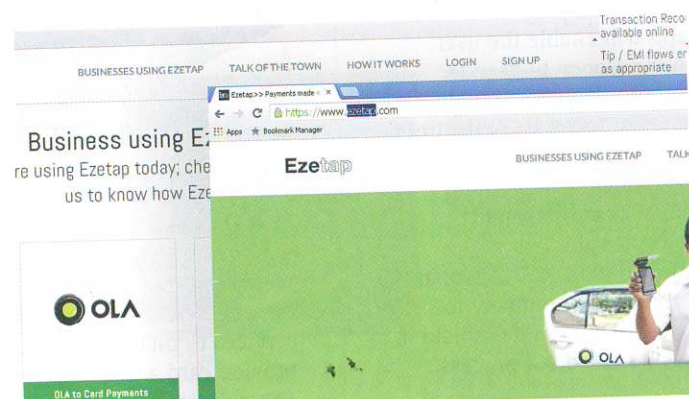 Transaction Reco
available online
Tip / EMI flows or
as appropriate
BUSINESSES USING EZETAP TALK OF THE TOWN HOW IT WORKS LOGIN SIGN UP
Ezetap>> Payments made
https://www.ezetap.com
Apps Bookmark Manager
Business using E
re using Ezetap today; che
us to know how Eze
Ezetap
BUSINESSES USING EZETAP TALK
OLA
OLA to Card Payments
OLA